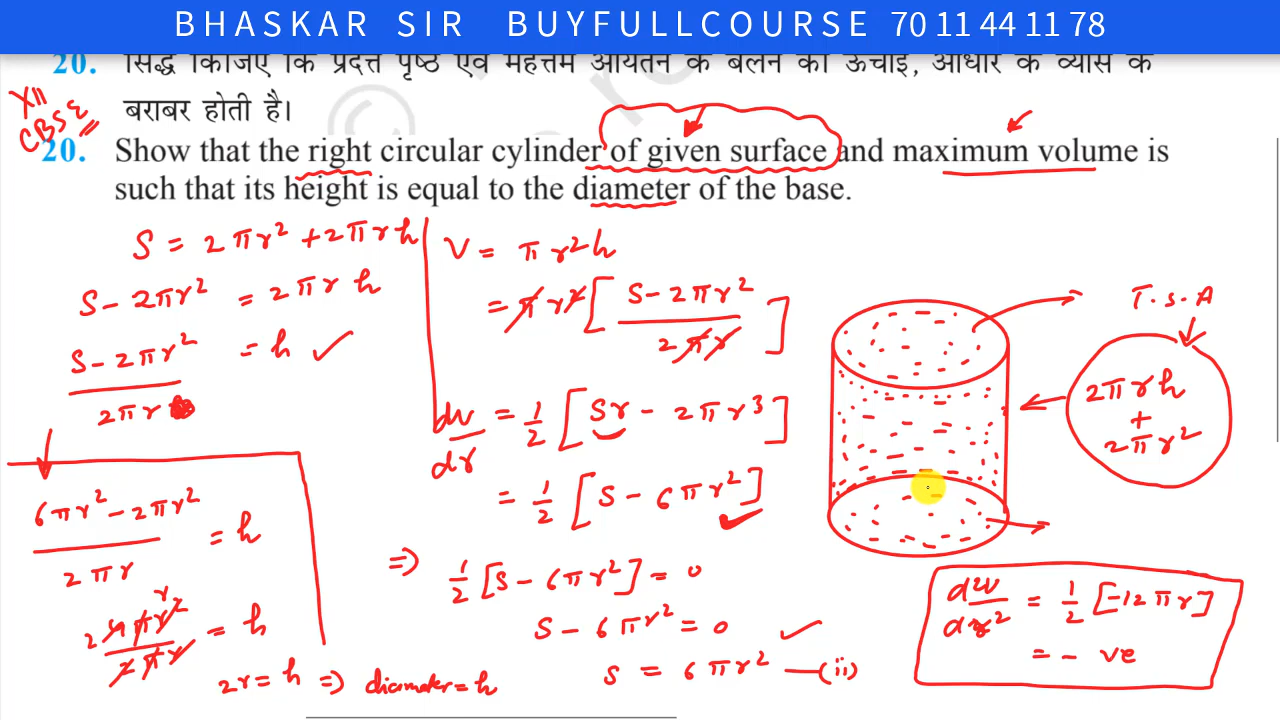 BHASKAR SIR BUYFULLCOURSE 70 11 44 11 78
20. सिद्ध कीजिए कि प्रदत्त पृष्ठ एवं महत्तम आयतन के बेलन की ऊँचाई, आधार के व्यास के
बराबर होती है।
XII
CBSE
20. Show that the right circular cylinder of given surface and maximum volume is
such that its height is equal to the diameter of the base.
S = 2πr² + 2πrh
S - 2πr² = 2πrh
S - 2πr² / 2πr = h ✓
6πr² - 2πr² / 2πr = h
2 4πr² / 2πr = h
2r = h ⇒ diameter = h
V = πr²h
= πr² [S - 2πr² / 2πr]
dv/dr = 1/2 [Sr - 2πr³]
= 1/2 [S - 6πr²]
⇒ 1/2 [S - 6πr²] = 0
S - 6πr² = 0 ✓
S = 6πr² —(ii)
T.S.A
2πrh
+
2πr²
d²v/dr² = 1/2 [-12πr]
= - ve